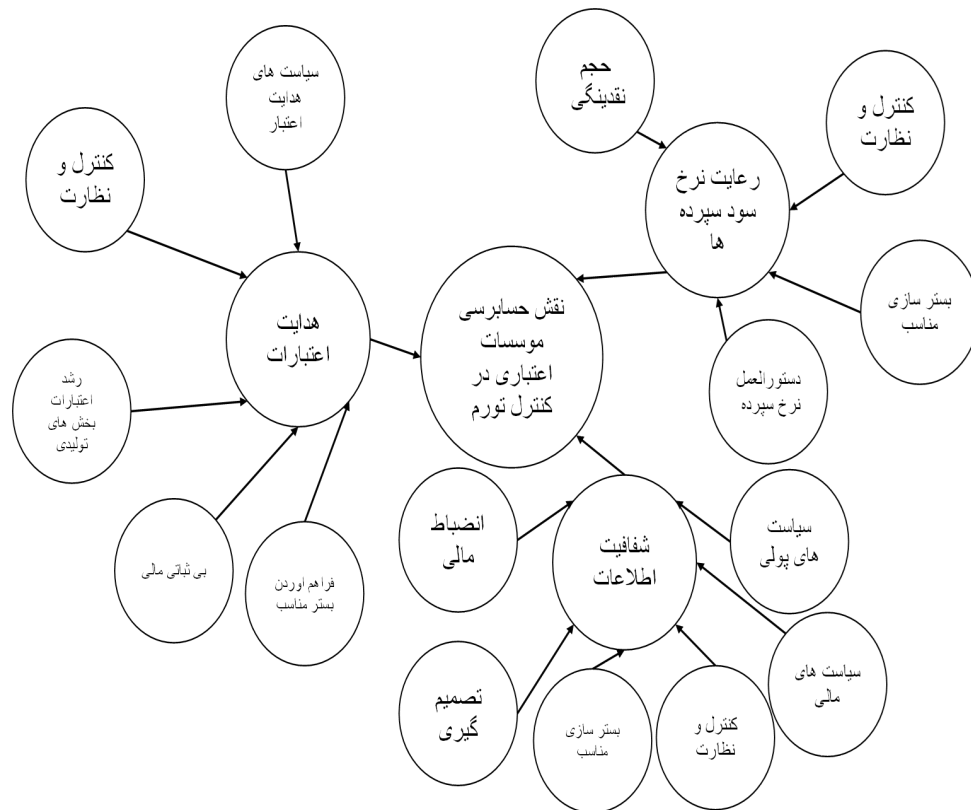 سیاست های
هدایت
اعتبار
حجم
نقدینگی
کنترل و
نظارت
کنترل و
نظارت
رعایت نرخ
سود سپرده
ها
هدایت
اعتبارات
نقش حسابرسی
موسسات
اعتباری در
کنترل تورم
بستر سازی
مناسب
رشد
اعتبارات
بخش های
تولیدی
دستورالعمل
نرخ سپرده
انضباط
مالی
شفافیت
اطلاعات
سیاست
های پولی
بی ثباتی مالی
فراهم اوردن
بستر مناسب
سیاست های
مالی
تصمیم
گیری
بستر سازی
مناسب
کنترل و
نظارت